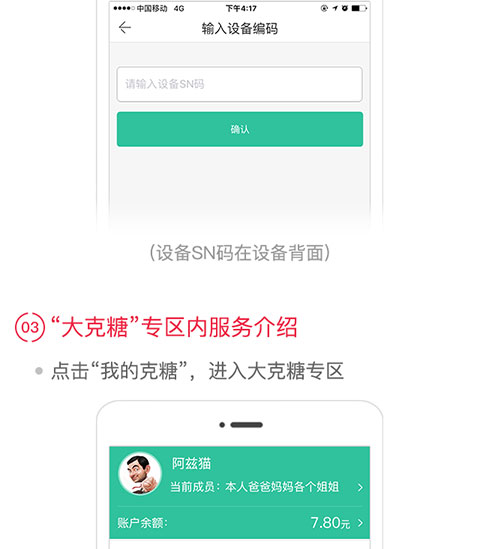 中国移动 4G 下午4:17
输入设备编码
请输入设备SN码
确认
(设备SN码在设备背面)
03 “大克糖”专区内服务介绍
点击“我的克糖”，进入大克糖专区
阿兹猫
当前成员：本人爸爸妈妈各个姐姐
账户余额： 7.80元